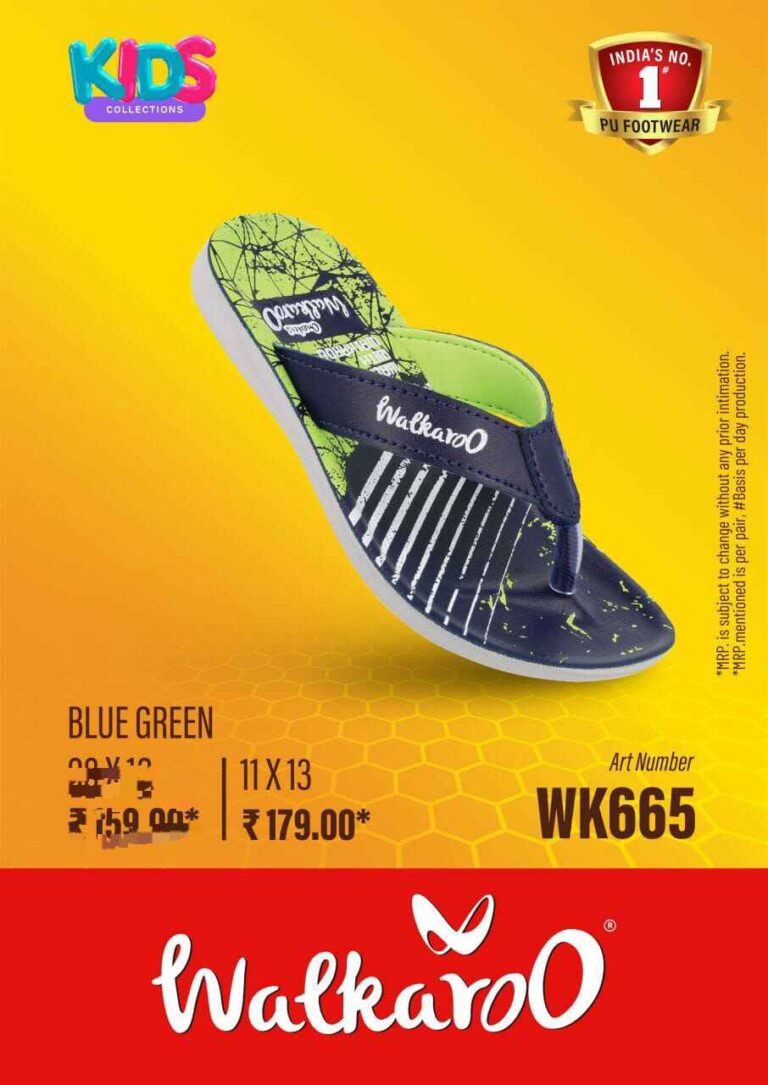 KIDS
COLLECTIONS
INDIA'S NO.
1#
PU FOOTWEAR
Walkaroo
Walkaroo
*MRP. is subject to change without any prior intimation.
*MRP.mentioned is per pair, #Basis per day production.
BLUE GREEN
11 X 13
₹ 179.00*
Art Number
WK665
Walkaroo®